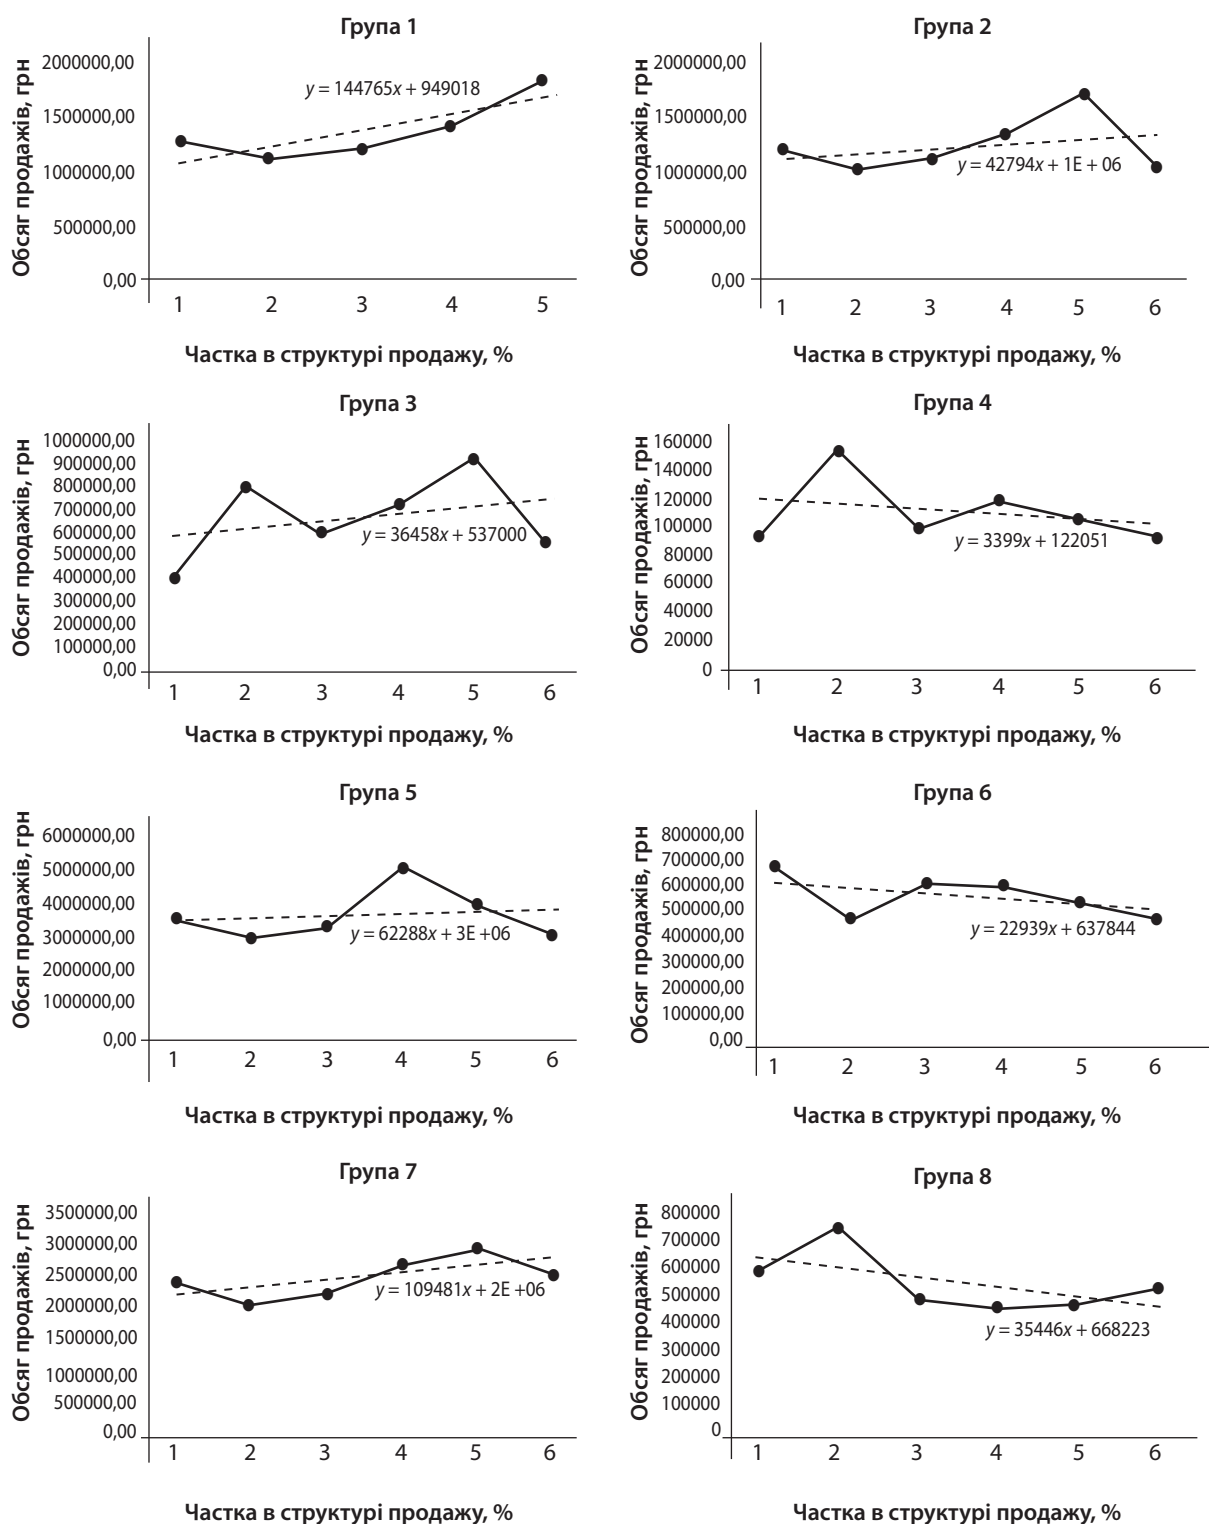 Група 1
Обсяг продажів, грн
2000000,00
1500000,00
1000000,00
500000,00
0,00
y = 144765x + 949018
1 2 3 4 5
Частка в структурі продажу, %
Група 2
Обсяг продажів, грн
2000000,00
1500000,00
1000000,00
500000,00
0,00
y = 42794x + 1E + 06
1 2 3 4 5 6
Частка в структурі продажу, %
Група 3
Обсяг продажів, грн
1000000,00
900000,00
800000,00
700000,00
600000,00
500000,00
400000,00
300000,00
200000,00
100000,00
0,00
y = 36458x + 537000
1 2 3 4 5 6
Частка в структурі продажу, %
Група 4
Обсяг продажів, грн
160000
140000
120000
100000
80000
60000
40000
20000
0
y = 3399x + 122051
1 2 3 4 5 6
Частка в структурі продажу, %
Група 5
Обсяг продажів, грн
6000000,00
5000000,00
4000000,00
3000000,00
2000000,00
1000000,00
0,00
y = 62288x + 3E +06
1 2 3 4 5 6
Частка в структурі продажу, %
Група 6
Обсяг продажів, грн
800000,00
700000,00
600000,00
500000,00
400000,00
300000,00
200000,00
100000,00
0,00
y = 22939x + 637844
1 2 3 4 5 6
Частка в структурі продажу, %
Група 7
Обсяг продажів, грн
3500000,00
3000000,00
2500000,00
2000000,00
1500000,00
1000000,00
500000,00
0,00
y = 109481x + 2E +06
1 2 3 4 5 6
Частка в структурі продажу, %
Група 8
Обсяг продажів, грн
800000
700000
600000
500000
400000
300000
200000
100000
0
y = 35446x + 668223
1 2 3 4 5 6
Частка в структурі продажу, %